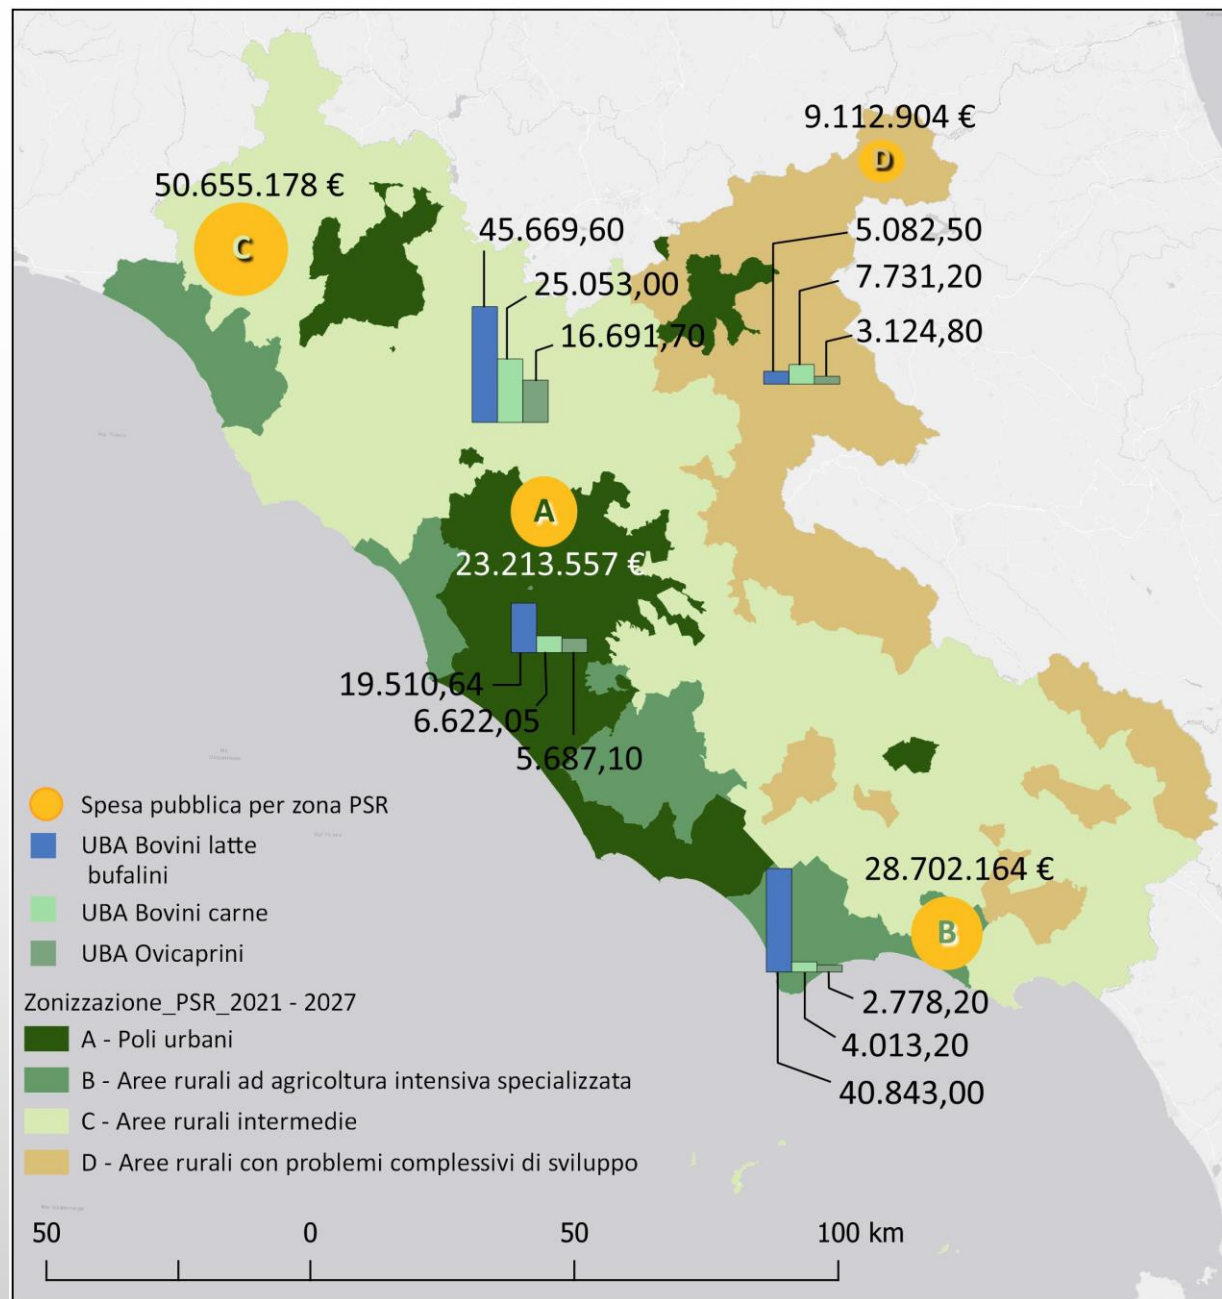 9.112.904 €
D
50.655.178 €
C
45.669,60
25.053,00
16.691,70
5.082,50
7.731,20
3.124,80
A
23.213.557 €
19.510,64
6.622,05
5.687,10
Spesa pubblica per zona PSR
UBA Bovini latte
bufalini
UBA Bovini carne
UBA Ovicaprini
28.702.164 €
B
2.778,20
4.013,20
40.843,00
Zonizzazione_PSR_2021 - 2027
A - Poli urbani
B - Aree rurali ad agricoltura intensiva specializzata
C - Aree rurali intermedie
D - Aree rurali con problemi complessivi di sviluppo
50 0 50 100 km